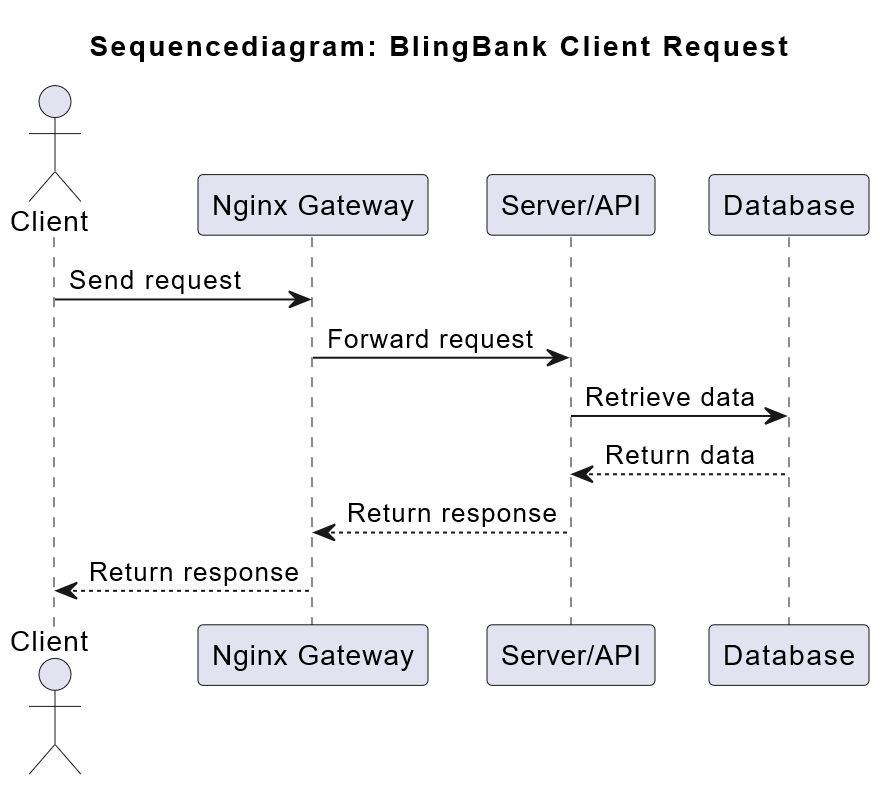 Sequencediagram: BlingBank Client Request
Client
Nginx Gateway
Server/API
Database
Send request
Forward request
Retrieve data
Return data
Return response
Return response
Client
Nginx Gateway
Server/API
Database